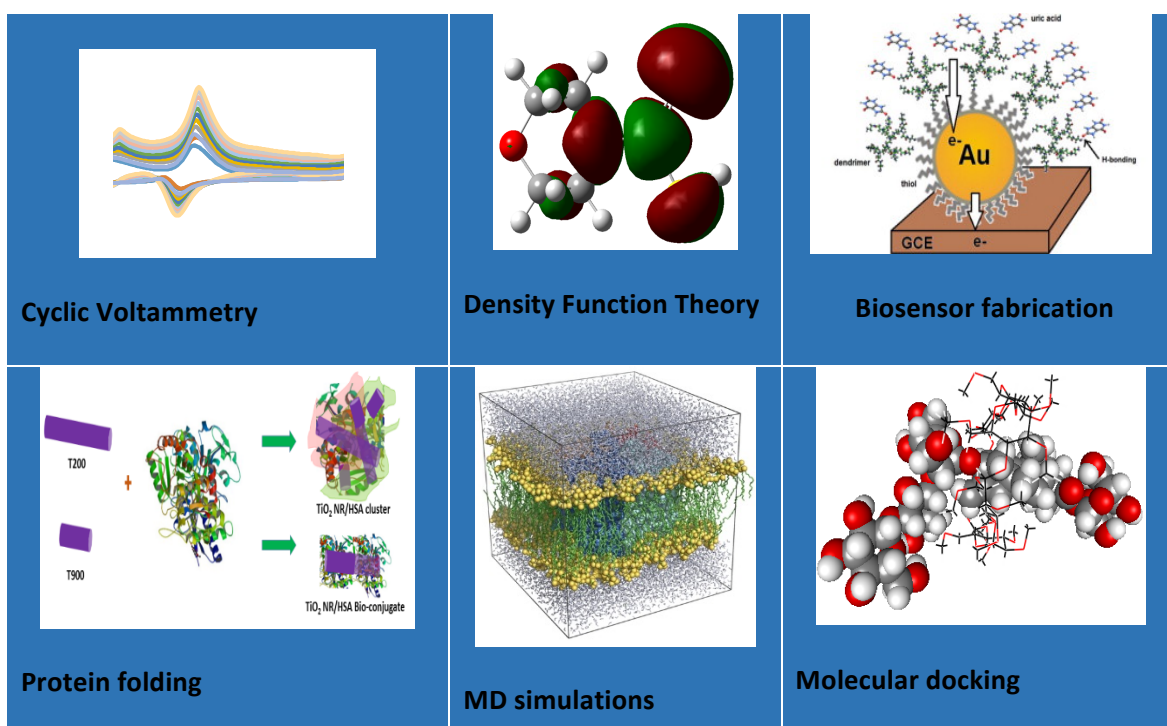 Cyclic Voltammetry
Density Function Theory
uric acid
e-
Au
dendrimer
H-bonding
thiol
GCE
e-
Biosensor fabrication
T200
+
T900
TiO₂ NR/HSA cluster
TiO₂ NR/HSA Bio-conjugate
Protein folding
MD simulations
Molecular docking